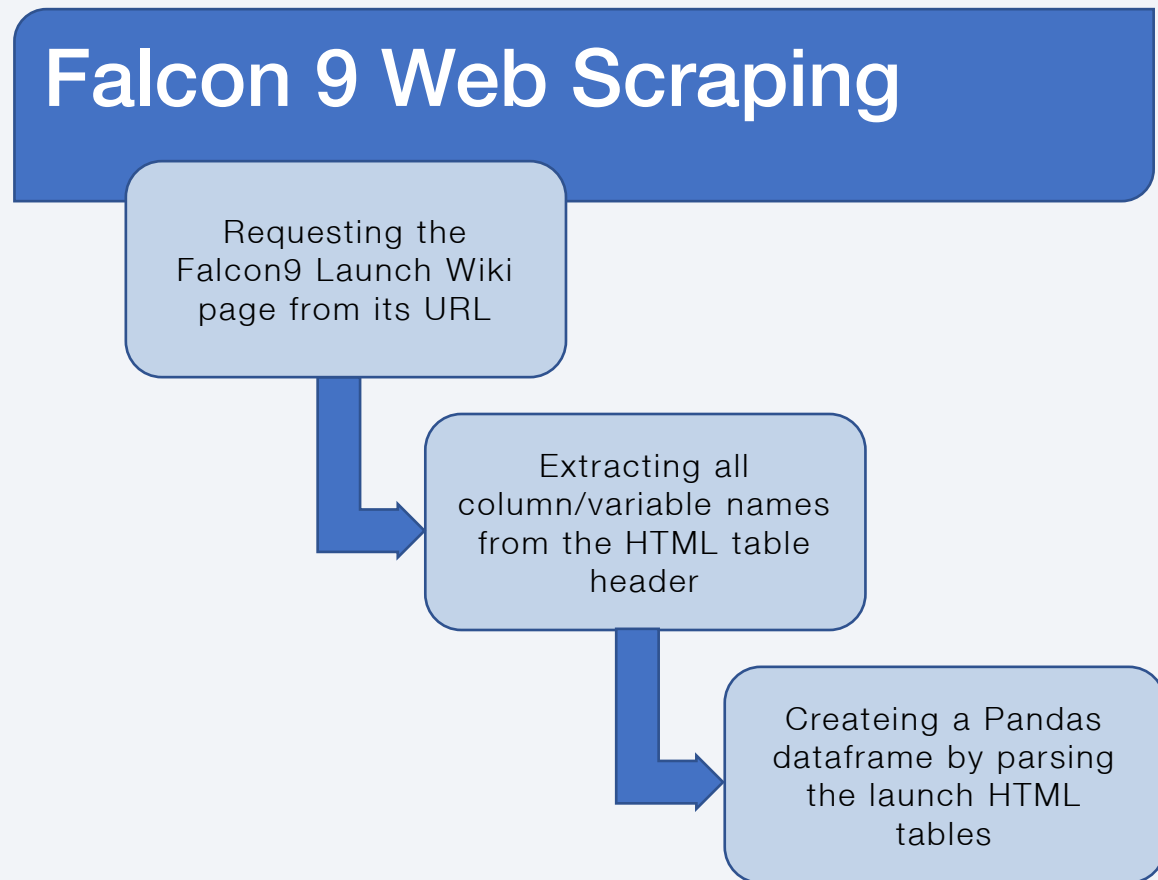 Falcon 9 Web Scraping
Requesting the
Falcon9 Launch Wiki
page from its URL
Extracting all
column/variable names
from the HTML table
header
Createing a Pandas
dataframe by parsing
the launch HTML
tables